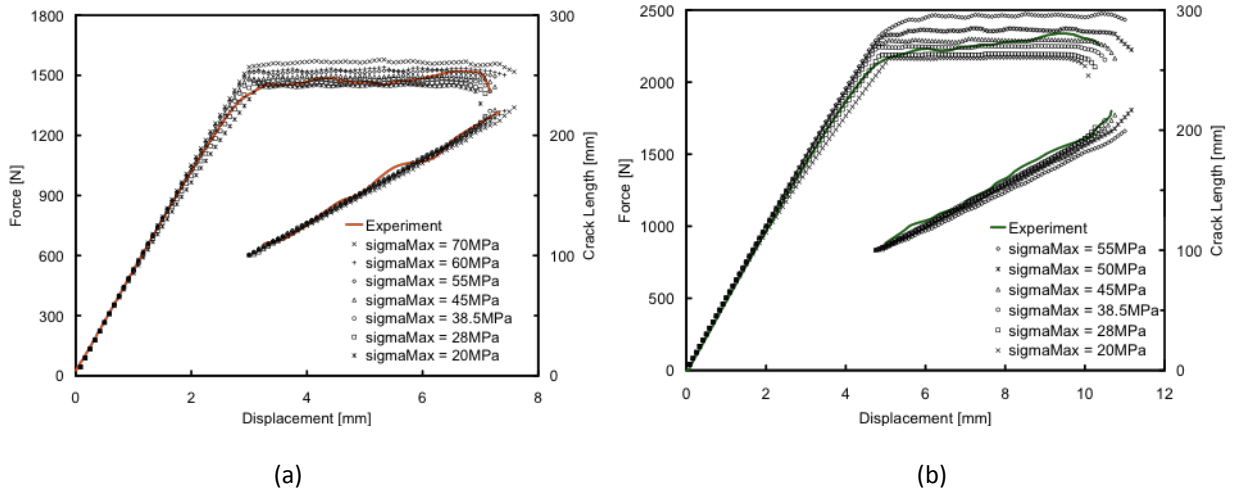 1800
1500
1200
900
600
300
0
Force [N]
300
200
100
0
Crack Length [mm]
0 2 4 6 8
Displacement [mm]
Experiment
sigmaMax = 70MPa
sigmaMax = 60MPa
sigmaMax = 55MPa
sigmaMax = 45MPa
sigmaMax = 38.5MPa
sigmaMax = 28MPa
sigmaMax = 20MPa
(a)
2500
2000
1500
1000
500
0
Force [N]
300
200
100
0
Crack Length [mm]
0 2 4 6 8 10 12
Displacement [mm]
Experiment
sigmaMax = 55MPa
sigmaMax = 50MPa
sigmaMax = 45MPa
sigmaMax = 38.5MPa
sigmaMax = 28MPa
sigmaMax = 20MPa
(b)